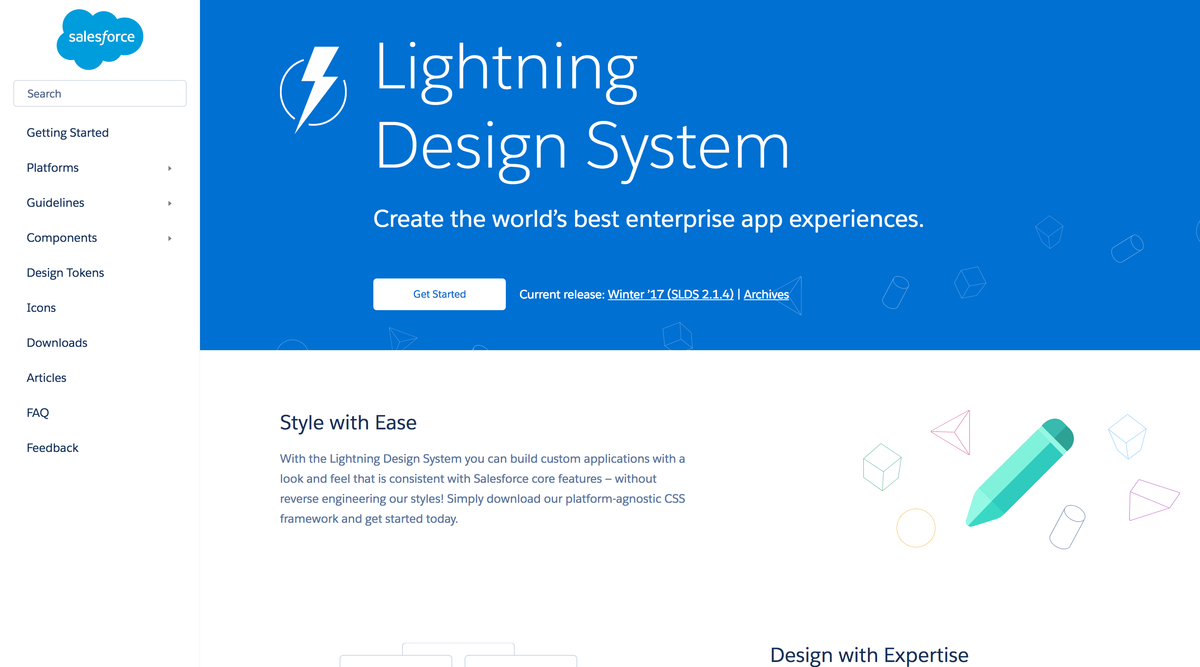 salesforce
Search
Getting Started
Platforms
Guidelines
Components
Design Tokens
Icons
Downloads
Articles
FAQ
Feedback
Lightning
Design System
Create the world’s best enterprise app experiences.
Get Started
Current release: Winter ’17 (SLDS 2.1.4) | Archives
Style with Ease
With the Lightning Design System you can build custom applications with a
look and feel that is consistent with Salesforce core features – without
reverse engineering our styles! Simply download our platform-agnostic CSS
framework and get started today.
Design with Expertise